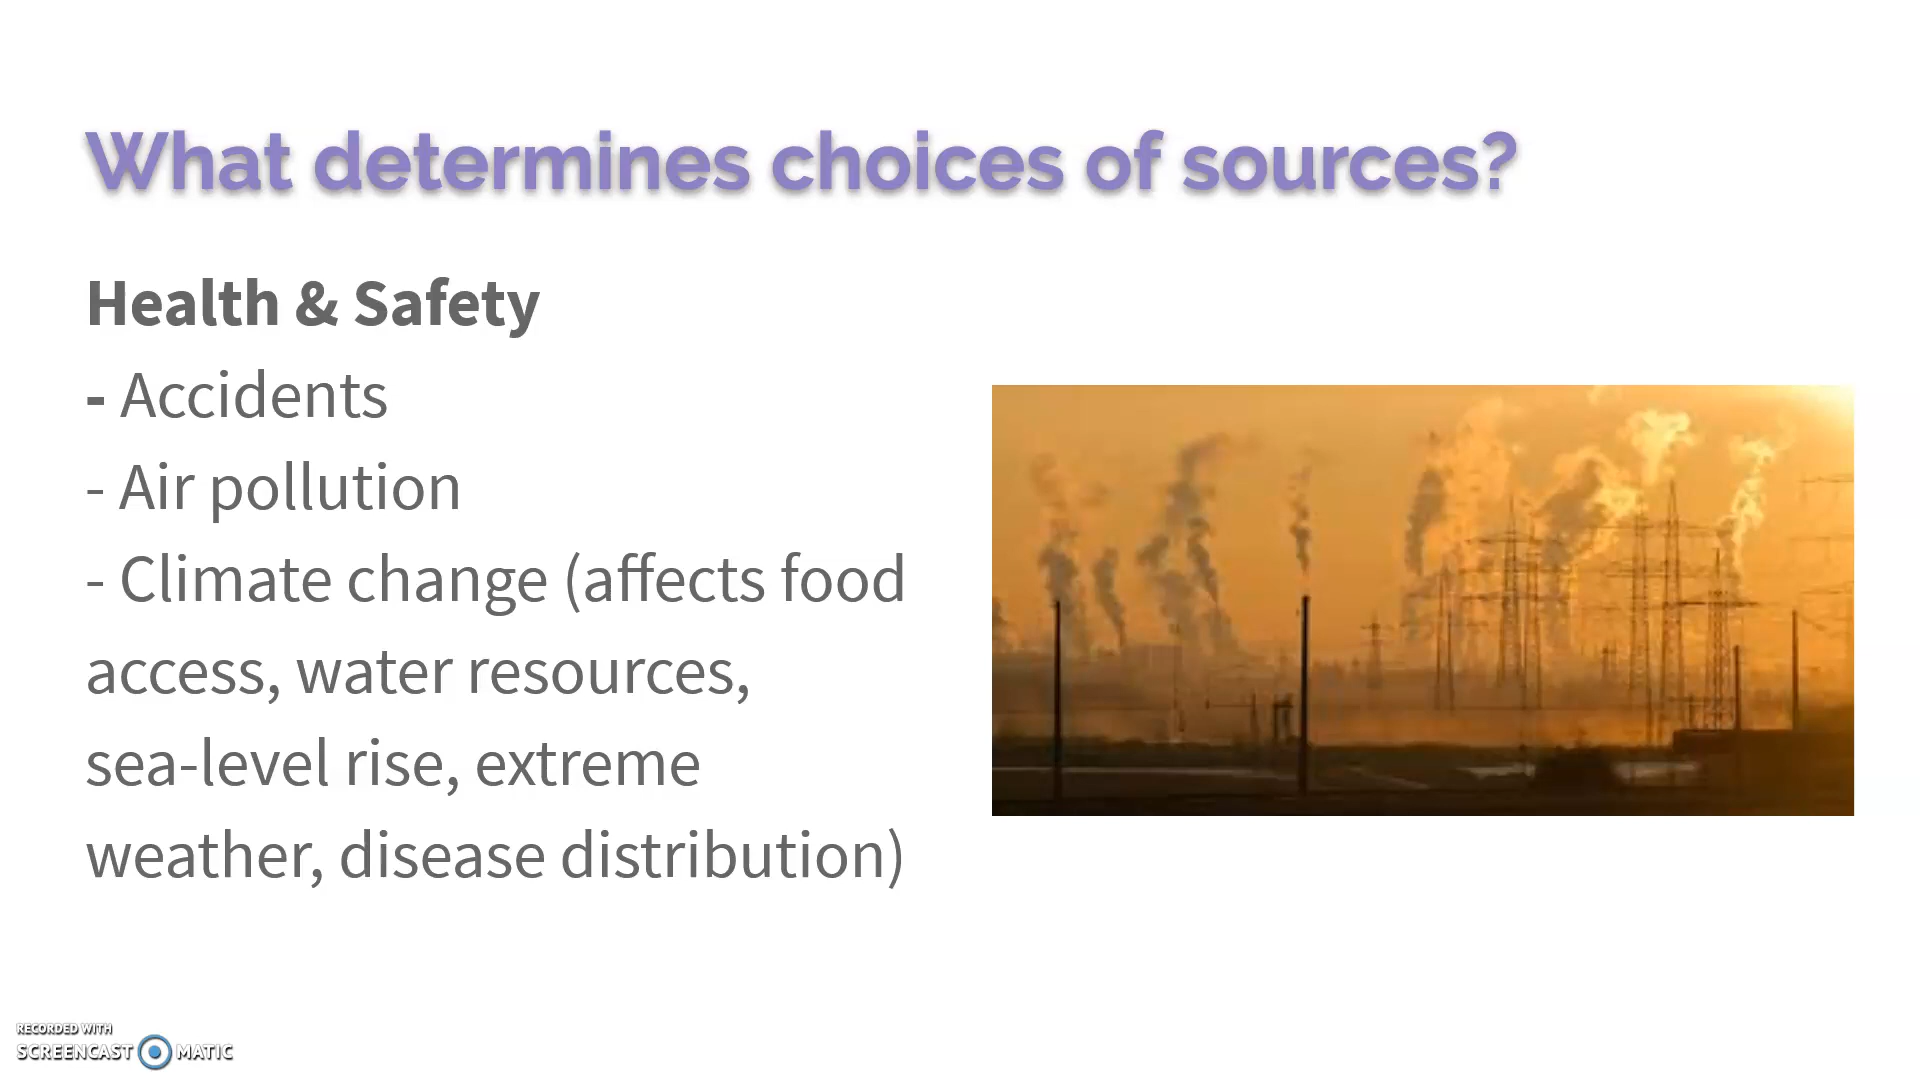 What determines choices of sources?
Health & Safety
- Accidents
- Air pollution
- Climate change (affects food
access, water resources,
sea-level rise, extreme
weather, disease distribution)
RECORDED WITH
SCREENCAST MATIC